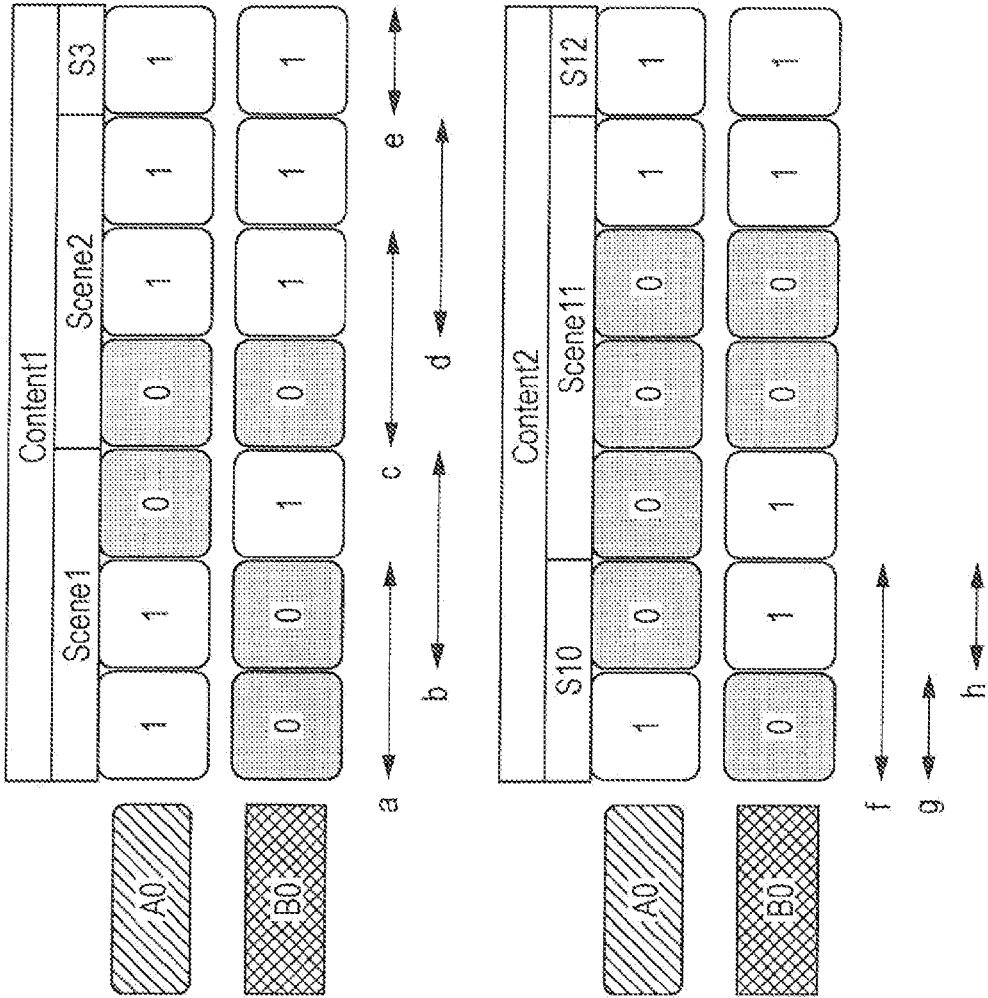 Content1
Scene1 Scene2 S3
A0 1 1 0 0 1 1 1
B0 0 0 1 0 1 1 1
a c e
b d
Content2
S10 Scene11 S12
A0 1 0 0 0 0 1 1
B0 0 1 1 0 0 1 1
f
g
h